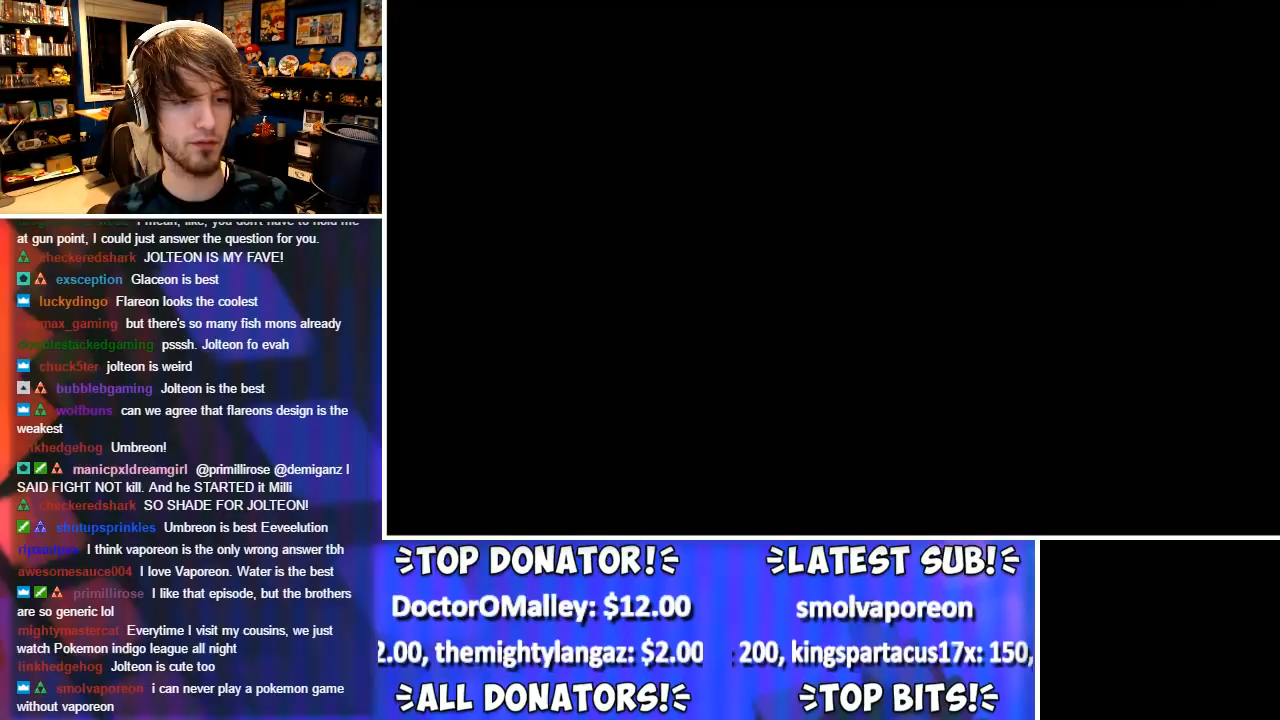 at gun point, I could just answer the question for you.
checkeredshark JOLTEON IS MY FAVE!
exsception Glaceon is best
luckydingo Flareon looks the coolest
but there's so many fish mons already
psssh. Jolteon fo evah
chuck5ter jolteon is weird
bubblebgaming Jolteon is the best
wolfbuns can we agree that flareons design is the
weakest
Umbreon!
manicpxldreamgirl @primillirose @demiganz I
SAID FIGHT NOT kill. And he STARTED it Milli
checkeredshark SO SHADE FOR JOLTEON!
shutupsprinkles Umbreon is best Eeveelution
I think vaporeon is the only wrong answer tbh
awesomesauce004 I love Vaporeon. Water is the best
primillirose I like that episode, but the brothers
are so generic lol
mightymastercat Everytime I visit my cousins, we just
watch Pokemon indigo league all night
linkhedgehog Jolteon is cute too
smolvaporeon i can never play a pokemon game
without vaporeon
TOP DONATOR!
DoctorOMalley: $12.00
2.00, themightylangaz: $2.00
ALL DONATORS!
LATEST SUB!
smolvaporeon
200, kingspartacus17x: 150,
TOP BITS!